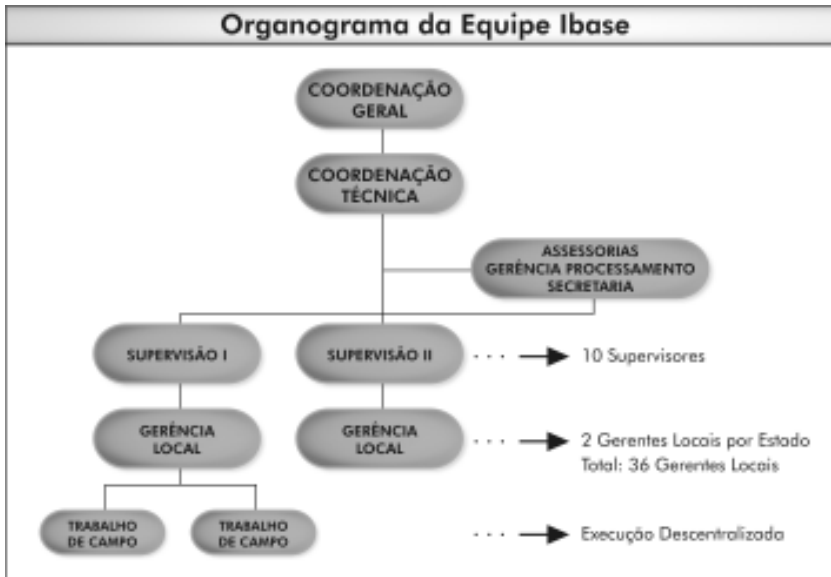 Organograma da Equipe Ibase
COORDENAÇÃO
GERAL
COORDENAÇÃO
TÉCNICA
ASSESSORIAS
GERÊNCIA PROCESSAMENTO
SECRETARIA
SUPERVISÃO I
SUPERVISÃO II
10 Supervisores
GERÊNCIA
LOCAL
GERÊNCIA
LOCAL
2 Gerentes Locais por Estado
Total: 36 Gerentes Locais
TRABALHO
DE CAMPO
TRABALHO
DE CAMPO
Execução Descentralizada